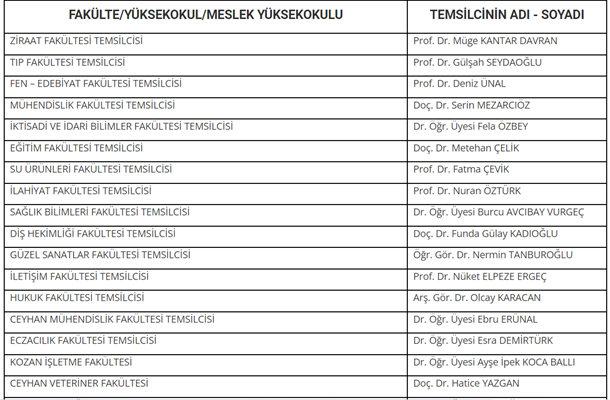 FAKÜLTE/YÜKSEKOKUL/MESLEK YÜKSEKOKULU TEMSİLCİNİN ADI - SOYADI
ZİRAAT FAKÜLTESİ TEMSİLCİSİ Prof. Dr. Müge KANTAR DAVRAN
TIP FAKÜLTESİ TEMSİLCİSİ Prof. Dr. Gülşah SEYDAOĞLU
FEN – EDEBİYAT FAKÜLTESİ TEMSİLCİSİ Prof. Dr. Deniz ÜNAL
MÜHENDİSLİK FAKÜLTESİ TEMSİLCİSİ Doç. Dr. Serin MEZARCIÖZ
İKTİSADİ VE İDARİ BİLİMLER FAKÜLTESİ TEMSİLCİSİ Dr. Öğr. Üyesi Fela ÖZBEY
EĞİTİM FAKÜLTESİ TEMSİLCİSİ Doç. Dr. Metehan ÇELİK
SU ÜRÜNLERİ FAKÜLTESİ TEMSİLCİSİ Prof. Dr. Fatma ÇEVİK
İLAHİYAT FAKÜLTESİ TEMSİLCİSİ Prof. Dr. Nuran ÖZTÜRK
SAĞLIK BİLİMLERİ FAKÜLTESİ TEMSİLCİSİ Dr. Öğr. Üyesi Burcu AVCIBAY VURGEÇ
DİŞ HEKİMLİĞİ FAKÜLTESİ TEMSİLCİSİ Doç. Dr. Funda Gülay KADIOĞLU
GÜZEL SANATLAR FAKÜLTESİ TEMSİLCİSİ Öğr. Gör. Dr. Nermin TANBUROĞLU
İLETİŞİM FAKÜLTESİ TEMSİLCİSİ Prof. Dr. Nüket ELPEZE ERGEÇ
HUKUK FAKÜLTESİ TEMSİLCİSİ Arş. Gör. Dr. Olcay KARACAN
CEYHAN MÜHENDİSLİK FAKÜLTESİ TEMSİLCİSİ Dr. Öğr. Üyesi Ebru ERÜNAL
ECZACILIK FAKÜLTESİ TEMSİLCİSİ Dr. Öğr. Üyesi Esra DEMİRTÜRK
KOZAN İŞLETME FAKÜLTESİ Dr. Öğr. Üyesi Ayşe İpek KOCA BALLI
CEYHAN VETERİNER FAKÜLTESİ Doç. Dr. Hatice YAZGAN